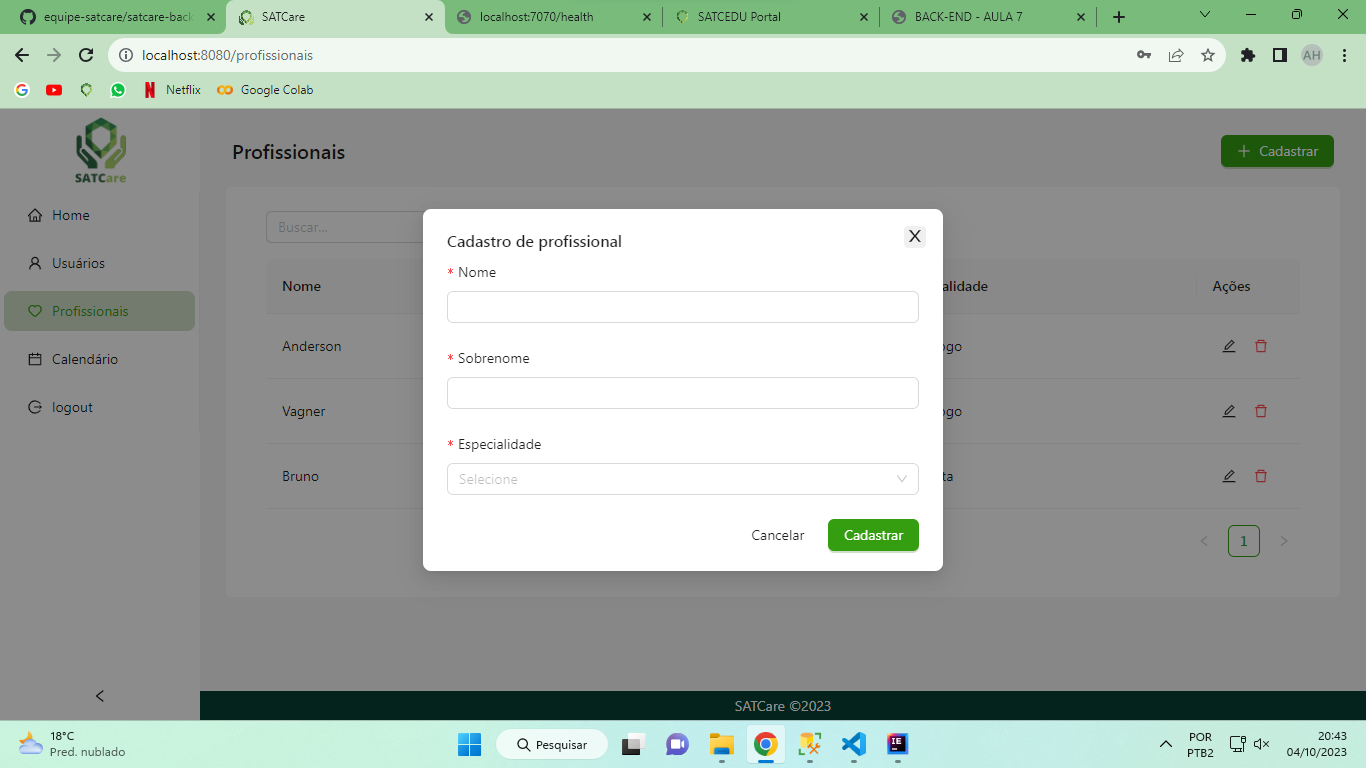 equipe-satcare/satcare-back
SATCare
localhost:7070/health
SATCEDU Portal
BACK-END - AULA 7
localhost:8080/profissionais
AH
Netflix
Google Colab
SATCare
Profissionais
Cadastrar
Home
Usuários
Profissionais
Calendário
logout
Buscar...
Nome
alidade
Ações
Anderson
ogo
Vagner
ogo
Bruno
ta
1
Cadastro de profissional
X
* Nome
* Sobrenome
* Especialidade
Selecione
Cancelar
Cadastrar
SATCare ©2023
18°C
Pred. nublado
Pesquisar
POR
PTB2
20:43
04/10/2023